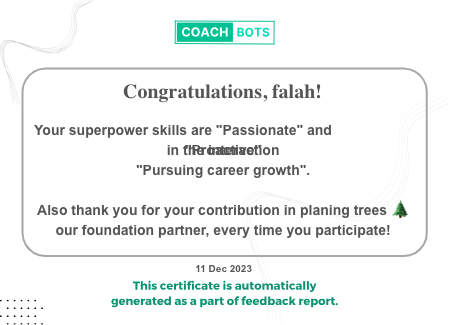 COACH BOTS
Congratulations, falah!
Your superpower skills are "Passionate" and
"Proactive"
in the interaction
"Pursuing career growth".
Also thank you for your contribution in planing trees 🌲
our foundation partner, every time you participate!
11 Dec 2023
This certificate is automatically
generated as a part of feedback report.